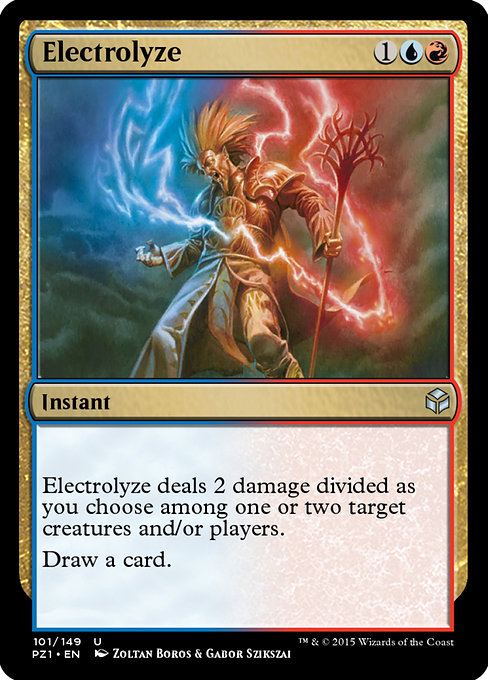 Electrolyze 1
Instant
Electrolyze deals 2 damage divided as
you choose among one or two target
creatures and/or players.
Draw a card.
101/149 U
PZ1 • EN Zoltan Boros & Gabor Szikszai
™ & © 2015 Wizards of the Coast